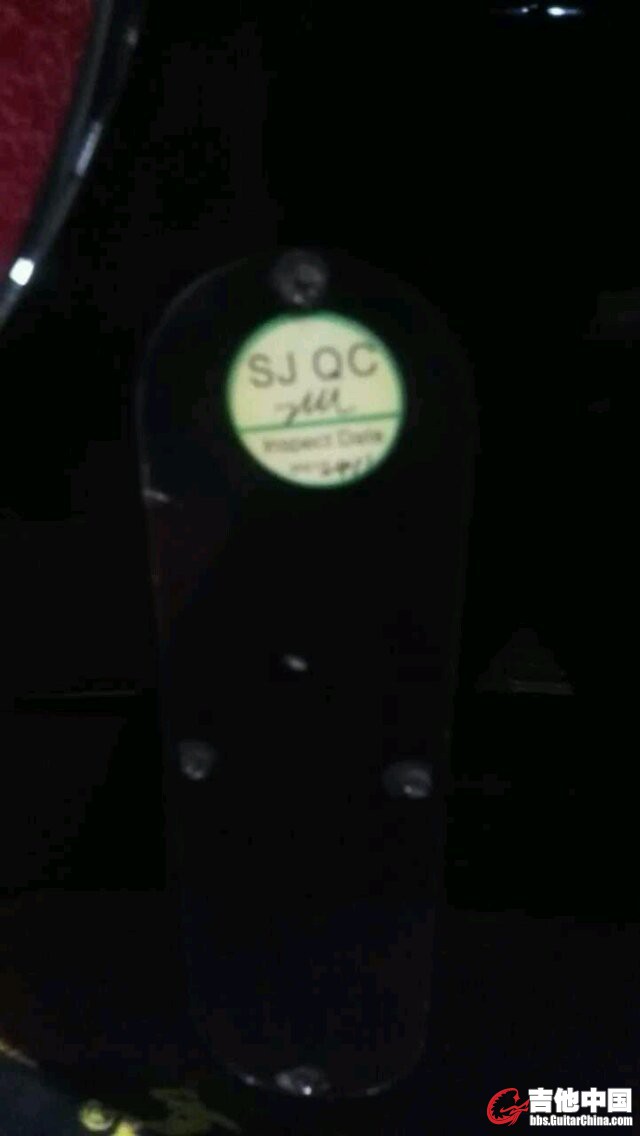 SJ QC
Inspect Date
吉他中国
bbs.GuitarChina.com